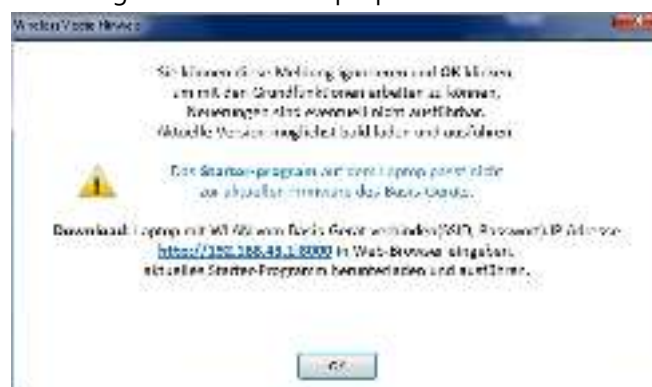 Sie können diese Meldung ignorieren und OK klicken,
um mit den Grundfunktionen arbeiten zu können,
Neuerungen sind eventuell nicht ausführbar.
Aktuelle Version möglichst bald laden und ausführen
Das Starter-program auf dem Laptop passt nicht
zur aktuellen Firmware des Basis-Geräts.
Download: Laptop mit WLAN vom Basis-Gerät verbinden(SSID, Passwort). IP Adresse
http://192.168.43.1:8000 in Web-Browser eingeben,
aktuelles Starter-Programm herunterladen und ausführen.
OK